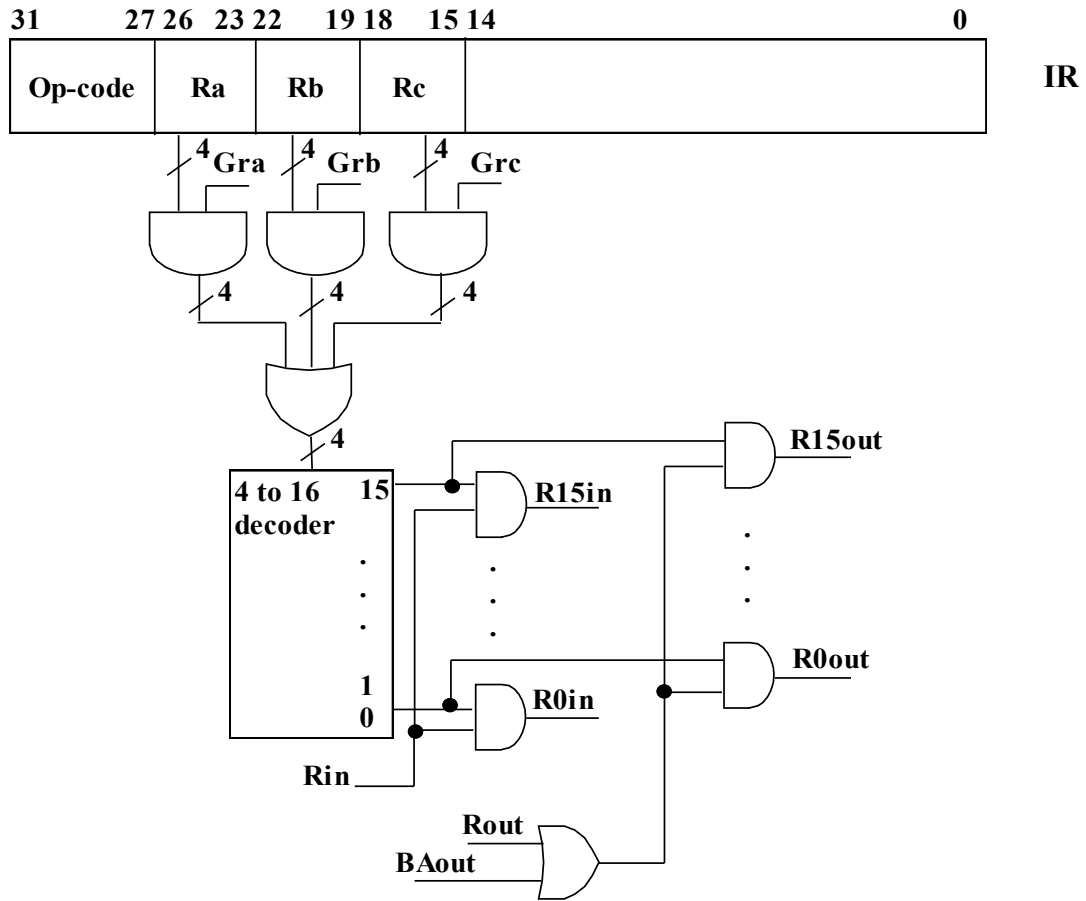 31 27 26 23 22 19 18 15 14 0
Op-code Ra Rb Rc IR
4 Gra 4 Grb 4 Grc
4 4 4
4
R15out
4 to 16 15 R15in
decoder
R0out
1
0 R0in
Rin
Rout
BAout